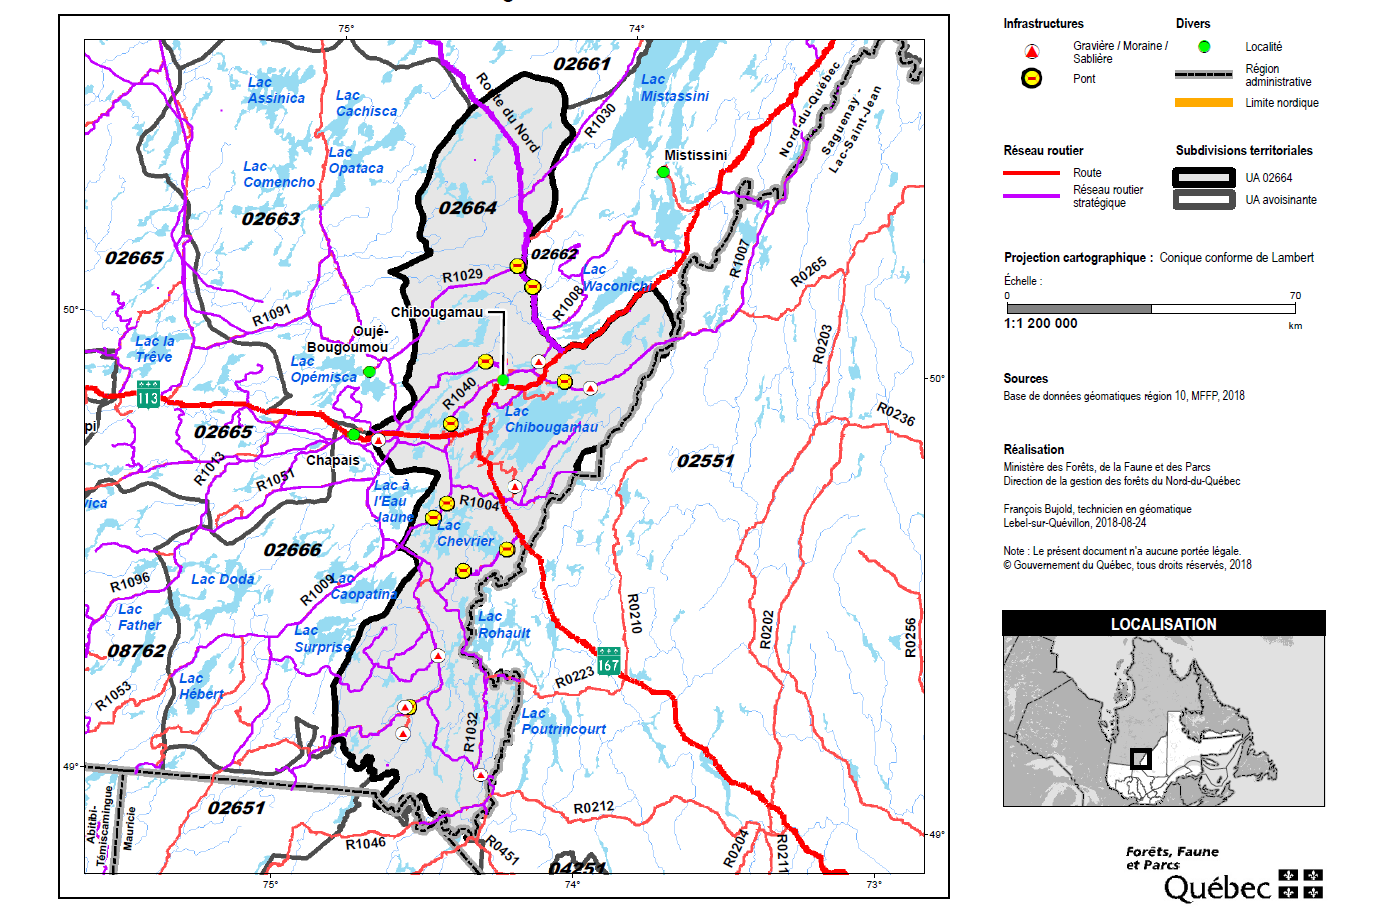 75°
74°
02661
Lac
Assinica
Lac
Cachisca
Lac
Mistassini
Route du Nord
R1030
Nord-du-Québec
Saguenay -
Lac-Saint-Jean
Lac
Opataca
Lac
Comencho
Mistissini
02663
02664
02665
02662
R1029
Lac
Waconichi
R1007
R0265
R1008
50°
R1091
Chibougamau
Oujé-
Bougoumou
Lac la
Trêve
Lac
Opémisca
R0203
50°
113
R1040
Lac
Chibougamau
R0236
02665
Chapais
02551
R1013
R1051
Lac à
l'Eau
Jaune
R1004
Lac
Chevrier
02666
R1096
Lac Doda
R1009
Lac
Caopatina
Lac
Father
Lac
Surprise
Lac
Rohault
R0210
R0202
R0256
08762
167
R0223
Lac
Hébert
R1053
R1032
Lac
Poutrincourt
49°
02651
R0212
Abitibi-
Témiscamingue
Mauricie
R1046
R0451
R0204
R0211
49°
04251
75°
74°
73°
Infrastructures
Gravière / Moraine /
Sablière
Pont
Divers
Localité
Région
administrative
Limite nordique
Réseau routier
Route
Réseau routier
stratégique
Subdivisions territoriales
UA 02664
UA avoisinante
Projection cartographique : Conique conforme de Lambert
Échelle :
0 70
1:1 200 000 km
Sources
Base de données géomatiques région 10, MFFP, 2018
Réalisation
Ministère des Forêts, de la Faune et des Parcs
Direction de la gestion des forêts du Nord-du-Québec
François Bujold, technicien en géomatique
Lebel-sur-Quévillon, 2018-08-24
Note : Le présent document n'a aucune portée légale.
© Gouvernement du Québec, tous droits réservés, 2018
LOCALISATION
Forêts, Faune
et Parcs
Québec